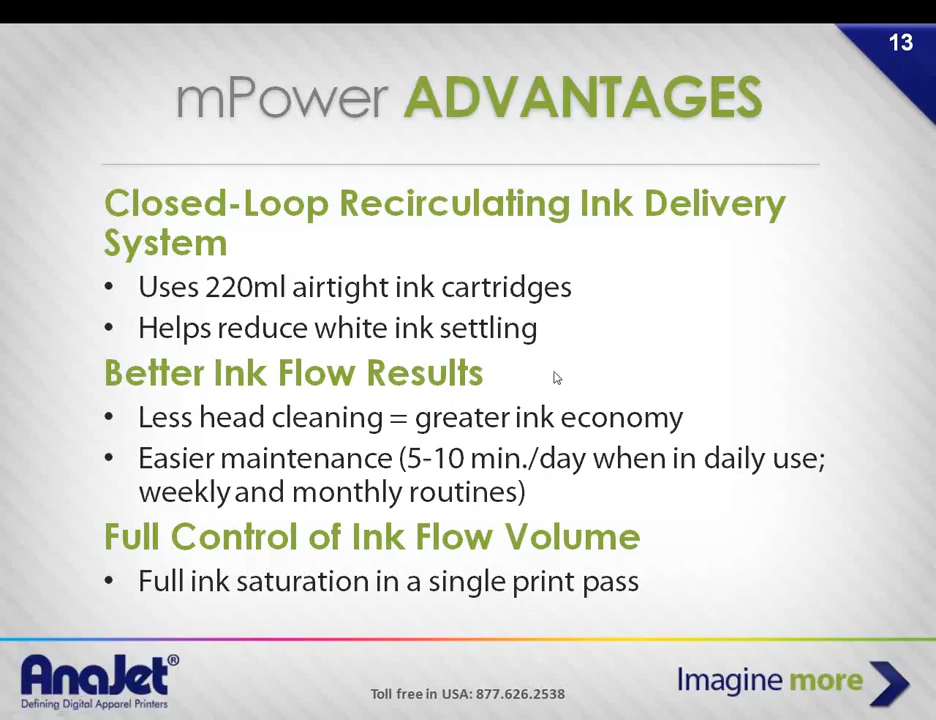 13
mPower ADVANTAGES
Closed-Loop Recirculating Ink Delivery
System
• Uses 220ml airtight ink cartridges
• Helps reduce white ink settling
Better Ink Flow Results
• Less head cleaning = greater ink economy
• Easier maintenance (5-10 min./day when in daily use;
weekly and monthly routines)
Full Control of Ink Flow Volume
• Full ink saturation in a single print pass
AnaJet®
Defining Digital Apparel Printers
Toll free in USA: 877.626.2538
Imagine more